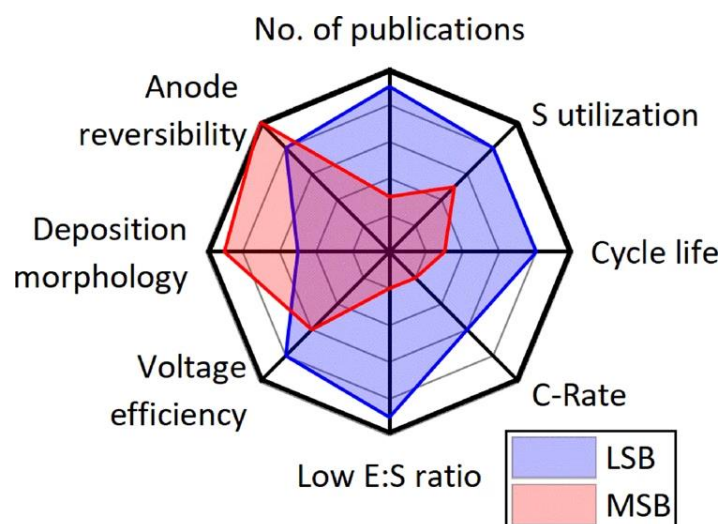 No. of publications
Anode
reversibility
S utilization
Deposition
morphology
Cycle life
Voltage
efficiency
C-Rate
Low E:S ratio
LSB
MSB